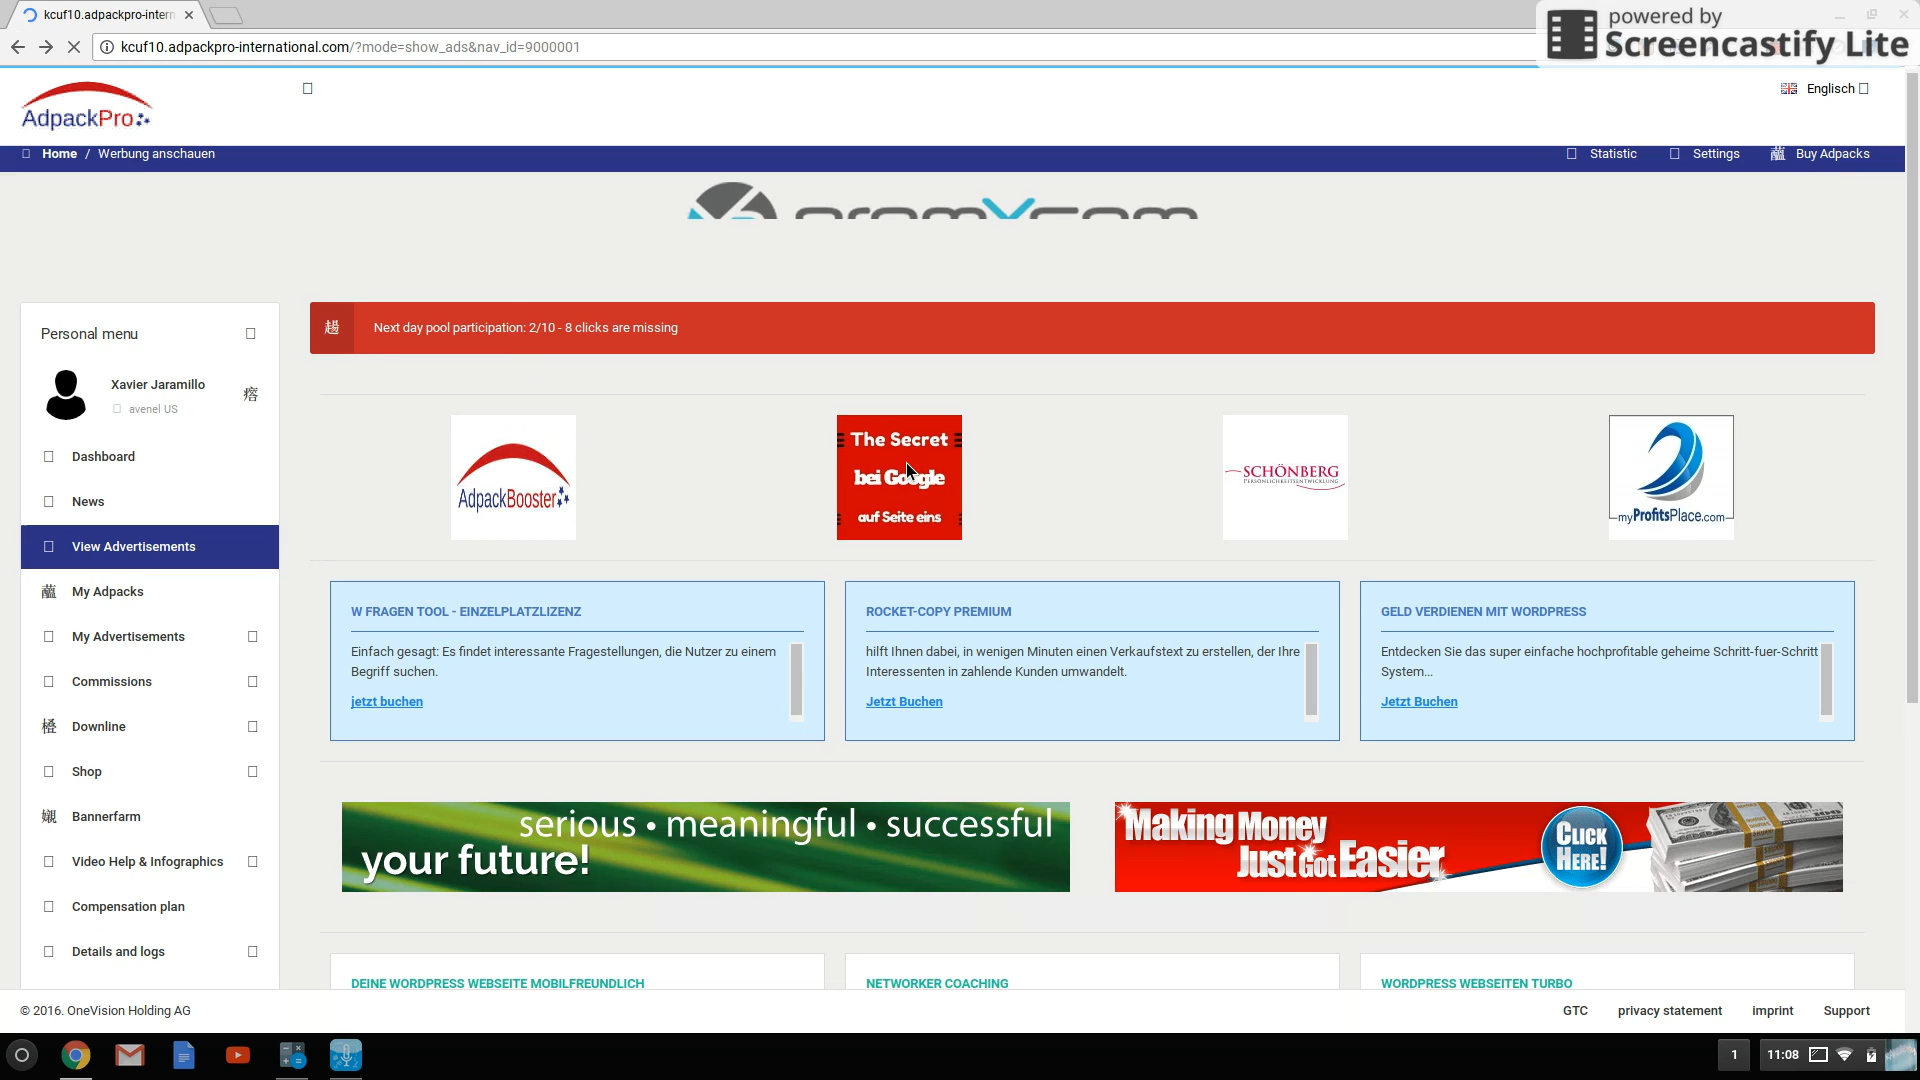 kcuf10.adpackpro-intern
kcuf10.adpackpro-international.com/?mode=show_ads&nav_id=9000001
powered by
Screencastify Lite
AdpackPro
Englisch
Home / Werbung anschauen
Statistic
Settings
Buy Adpacks
Personal menu
Next day pool participation: 2/10 - 8 clicks are missing
Xavier Jaramillo
avenel US
Dashboard
News
View Advertisements
My Adpacks
My Advertisements
Commissions
Downline
Shop
Bannerfarm
Video Help & Infographics
Compensation plan
Details and logs
AdpackBooster
The Secret
bei Google
auf Seite eins
SCHÖNBERG
PERSÖNLICHKEITSENTWICKLUNG
myProfitsPlace.com
W FRAGEN TOOL - EINZELPLATZLIZENZ
Einfach gesagt: Es findet interessante Fragestellungen, die Nutzer zu einem
Begriff suchen.
jetzt buchen
ROCKET-COPY PREMIUM
hilft Ihnen dabei, in wenigen Minuten einen Verkaufstext zu erstellen, der Ihre
Interessenten in zahlende Kunden umwandelt.
Jetzt Buchen
GELD VERDIENEN MIT WORDPRESS
Entdecken Sie das super einfache hochprofitable geheime Schritt-fuer-Schritt
System...
Jetzt Buchen
serious • meaningful • successful
your future!
Making Money
Just Got Easier
CLICK
HERE!
DEINE WORDPRESS WEBSEITE MOBILFREUNDLICH
NETWORKER COACHING
WORDPRESS WEBSEITEN TURBO
© 2016. OneVision Holding AG
GTC
privacy statement
imprint
Support
1
11:08